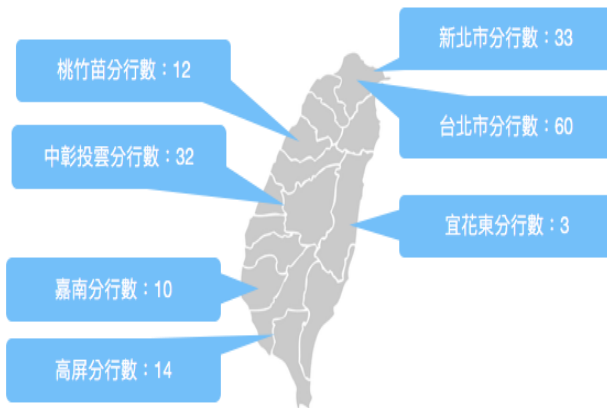 新北市分行數：33
桃竹苗分行數：12
台北市分行數：60
中彰投雲分行數：32
宜花東分行數：3
嘉南分行數：10
高屏分行數：14